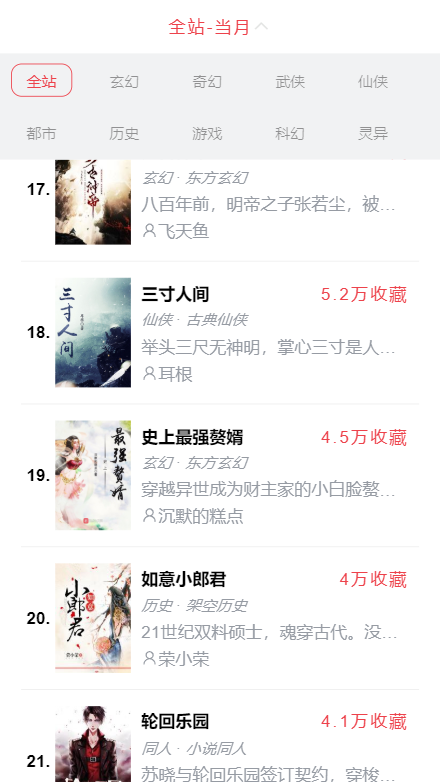 全站-当月
全站 玄幻 奇幻 武侠 仙侠
都市 历史 游戏 科幻 灵异
17.
玄幻 · 东方玄幻
八百年前，明帝之子张若尘，被...
飞天鱼
18.
三寸人间
三寸人间 5.2万收藏
仙侠 · 古典仙侠
举头三尺无神明，掌心三寸是人...
耳根
19.
最强赘婿
史上最强赘婿 4.5万收藏
玄幻 · 东方玄幻
穿越异世成为财主家的小白脸赘...
沉默的糕点
20.
如意
小郎君
荣小荣
如意小郎君 4万收藏
历史 · 架空历史
21世纪双料硕士，魂穿古代。没...
荣小荣
21.
轮回乐园 4.1万收藏
同人 · 小说同人
苏晓与轮回乐园签订契约，穿梭...